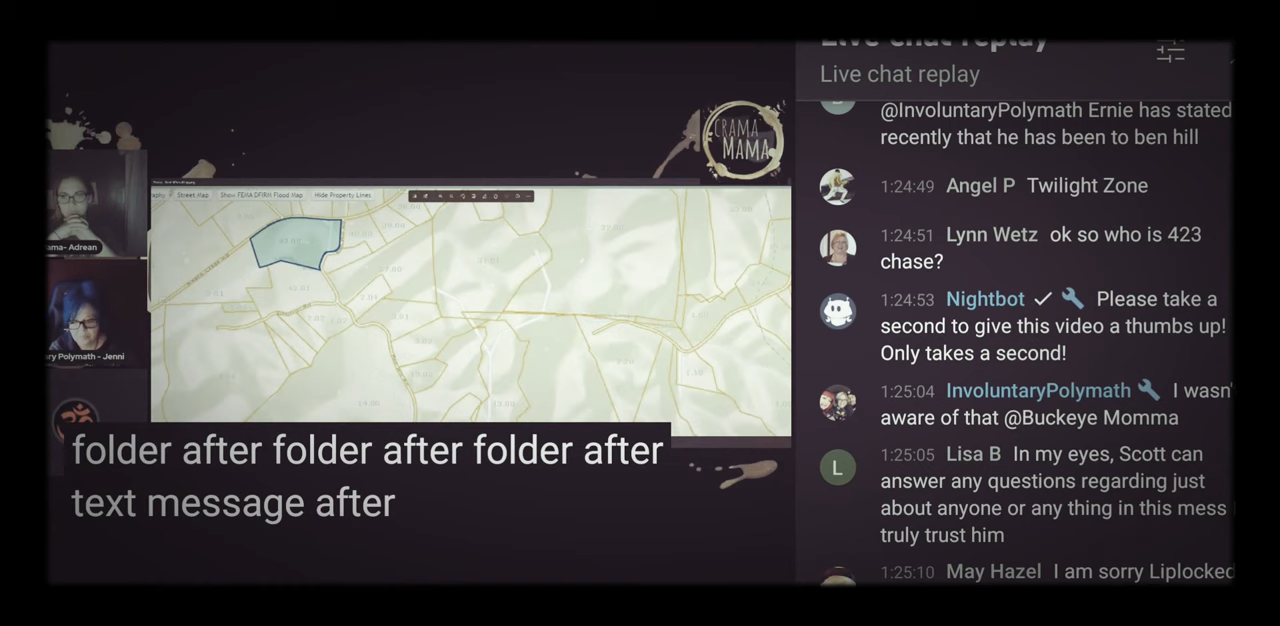 Live chat replay
Live chat replay
@InvoluntaryPolymath Ernie has stated
recently that he has been to ben hill
1:24:49 Angel P Twilight Zone
1:24:51 Lynn Wetz ok so who is 423
chase?
1:24:53 Nightbot Please take a
second to give this video a thumbs up!
Only takes a second!
1:25:04 InvoluntaryPolymath I wasn'
aware of that @Buckeye Momma
1:25:05 Lisa B In my eyes, Scott can
answer any questions regarding just
about anyone or any thing in this mess
truly trust him
1:25:10 May Hazel I am sorry Liplocked
L
CRAMA
MAMA
Street Map
Show FEMA DFIRM Flood Map
Hide Property Lines
ama- Adrean
ry Polymath - Jenni
folder after folder after folder after
text message after